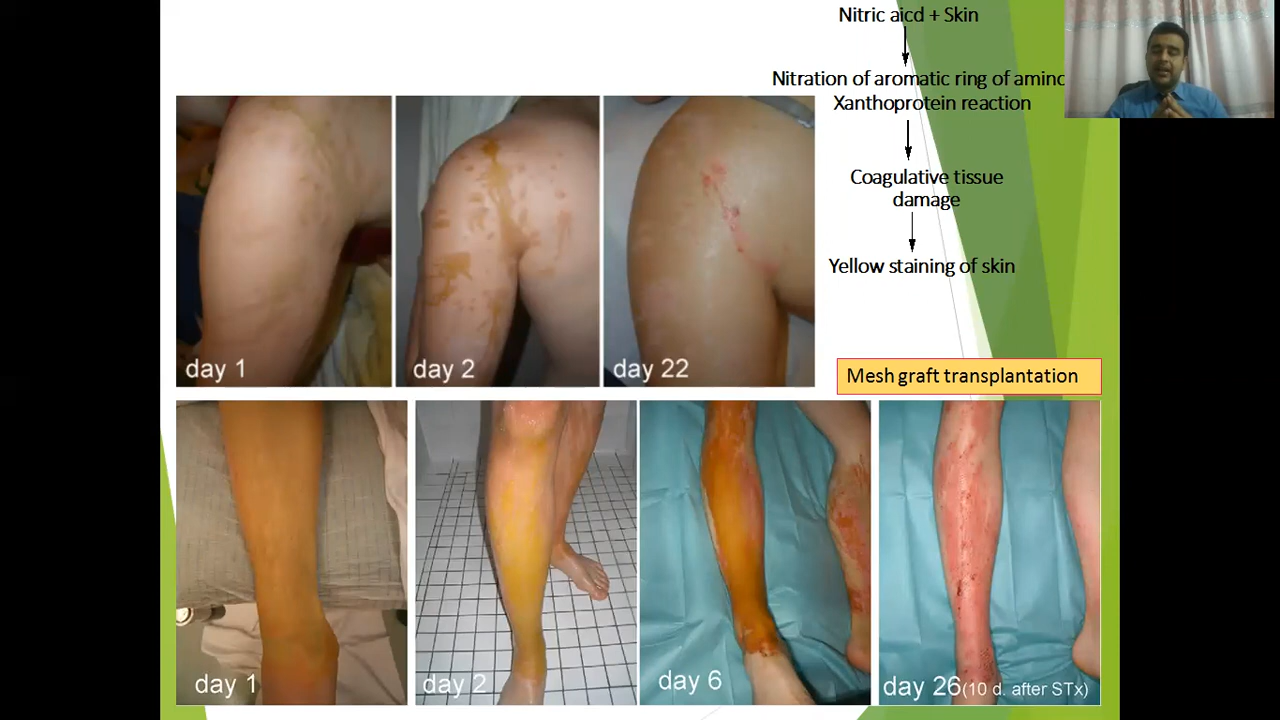 Nitric aicd + Skin
Nitration of aromatic ring of amino
Xanthoprotein reaction
Coagulative tissue
damage
Yellow staining of skin
day 1
day 2
day 22
Mesh graft transplantation
day 1
day 2
day 6
day 26(10 d. after STx)